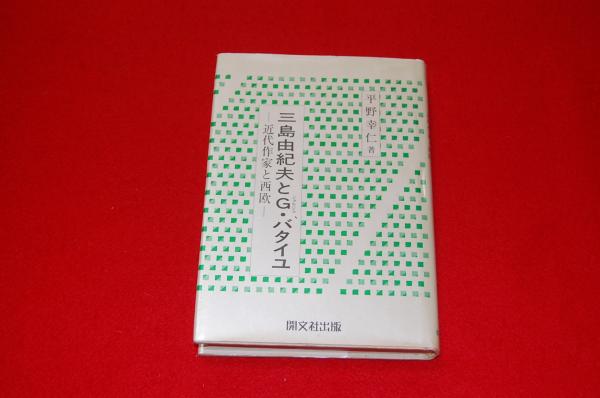 平野幸仁著
三島由紀夫とG・バタイユ
―近代作家と西欧―
開文社出版